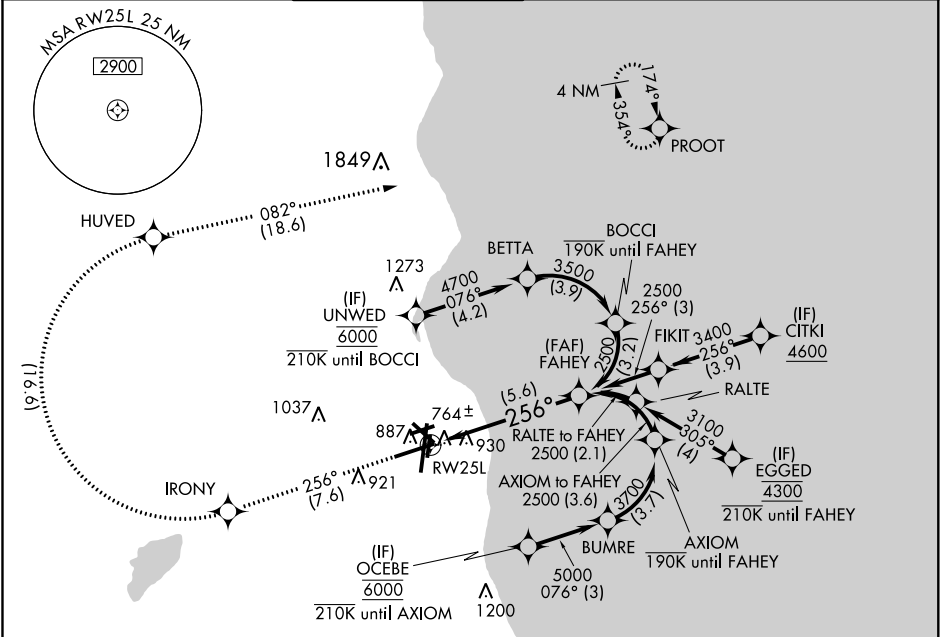 MSA RW25L 25 NM
2900
4 NM
174°
354°
PROOT
1849
HUVED
082°
(18.6)
BOCCI
190K until FAHEY
BETTA
1273
4700
076°
(4.2)
3500
(3.9)
2500
256° (3)
(IF)
UNWED
6000
210K until BOCCI
2500
(3.2)
FIKIT
3400
256°
(3.9)
(IF)
CITKI
4600
(FAF)
FAHEY
(19.9)
(5.6)
256°
RALTE
1037
764±
887
930
RW25L
RALTE to FAHEY
2500 (2.1)
3100
305°
(4)
AXIOM to FAHEY
2500 (3.6)
(IF)
EGGED
4300
210K until FAHEY
256°
(7.6)
921
IRONY
3700
(3.7)
BUMRE
AXIOM
190K until FAHEY
(IF)
OCEBE
6000
210K until AXIOM
5000
076° (3)
1200